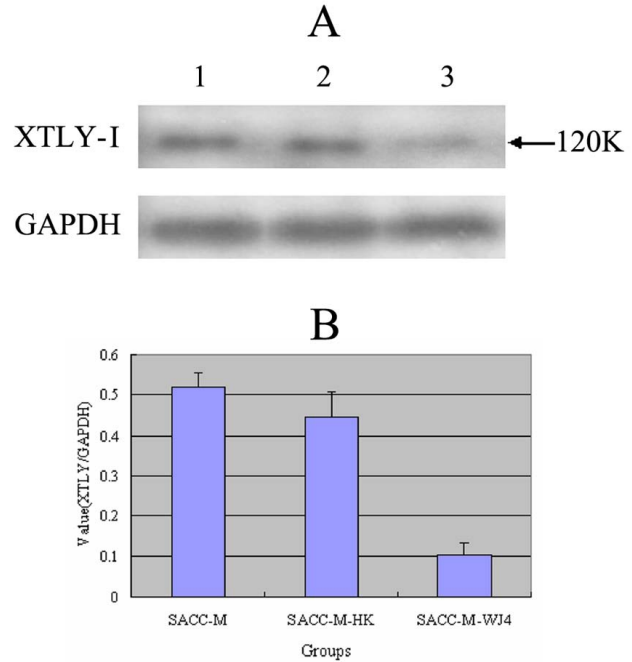 A
1 2 3
XTLY-I
120K
GAPDH
B
0.6
0.5
0.4
0.3
0.2
0.1
0
Value(XTLY/GAPDH)
SACC-M SACC-M-HK SACC-M-WJ4
Groups